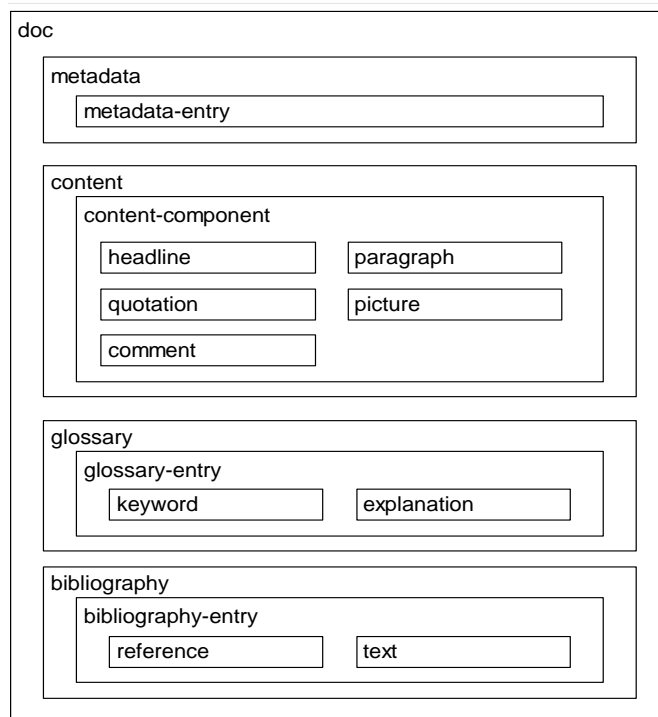 doc
metadata
metadata-entry
content
content-component
headline paragraph
quotation picture
comment
glossary
glossary-entry
keyword explanation
bibliography
bibliography-entry
reference text